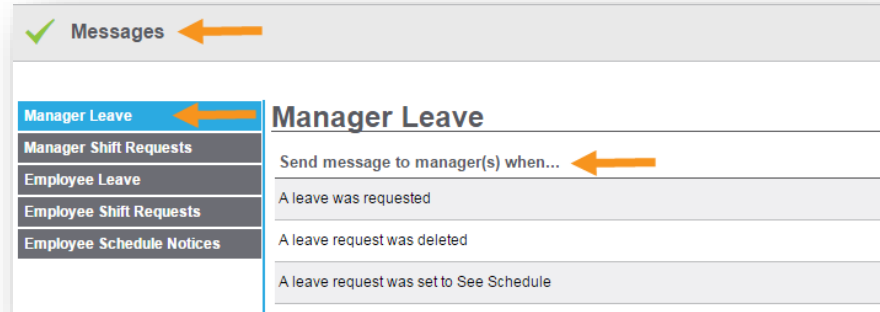 Messages
Manager Leave
Manager Shift Requests
Employee Leave
Employee Shift Requests
Employee Schedule Notices
Manager Leave
Send message to manager(s) when...
A leave was requested
A leave request was deleted
A leave request was set to See Schedule